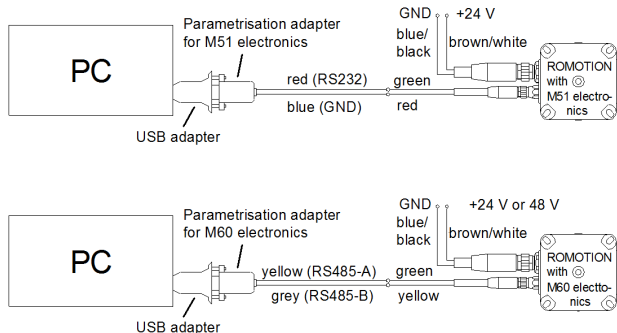 Parametrisation adapter
for M51 electronics
GND
+24 V
blue/
black
brown/white
PC
red (RS232)
green
blue (GND)
red
USB adapter
ROMOTION
with
M51 electro-
nics
Parametrisation adapter
for M60 electronics
GND
+24 V or 48 V
blue/
black
brown/white
PC
yellow (RS485-A)
green
grey (RS485-B)
yellow
USB adapter
ROMOTION
with
M60 electto-
nics